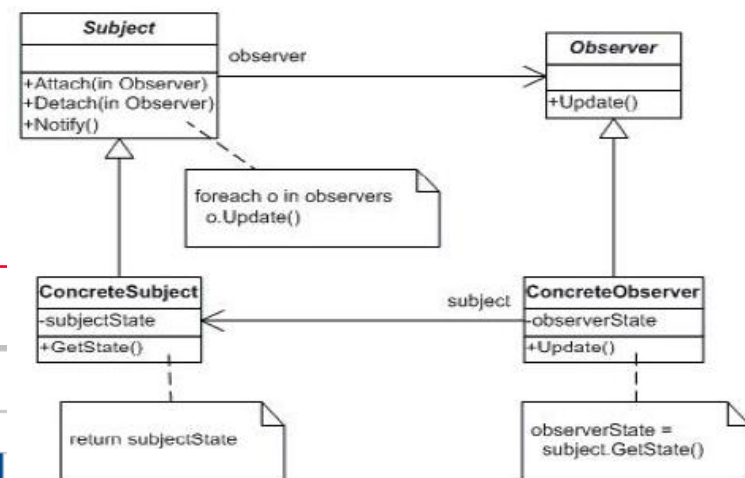 Subject
observer
Observer
+Attach(in Observer)
+Detach(in Observer)
+Notify()
+Update()
foreach o in observers
o.Update()
ConcreteSubject
-subjectState
+GetState()
subject
ConcreteObserver
-observerState
+Update()
return subjectState
observerState =
subject.GetState()